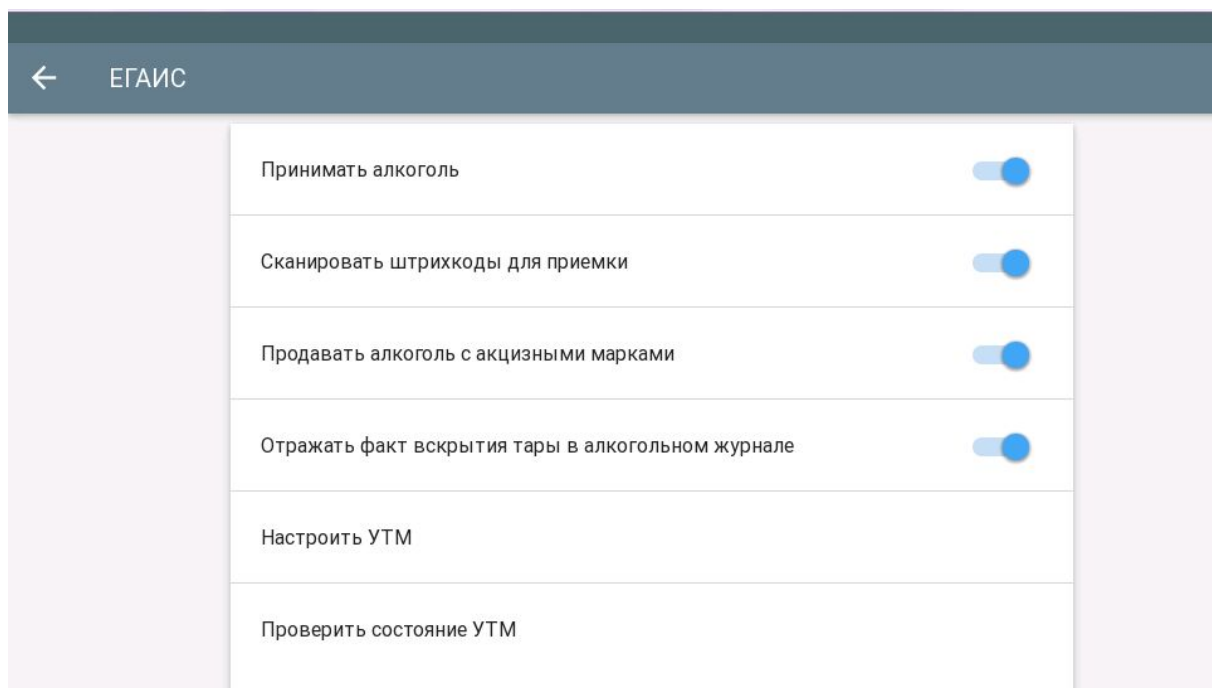 ЕГАИС
Принимать алкоголь
Сканировать штрихкоды для приемки
Продавать алкоголь с акцизными марками
Отражать факт вскрытия тары в алкогольном журнале
Настроить УТМ
Проверить состояние УТМ